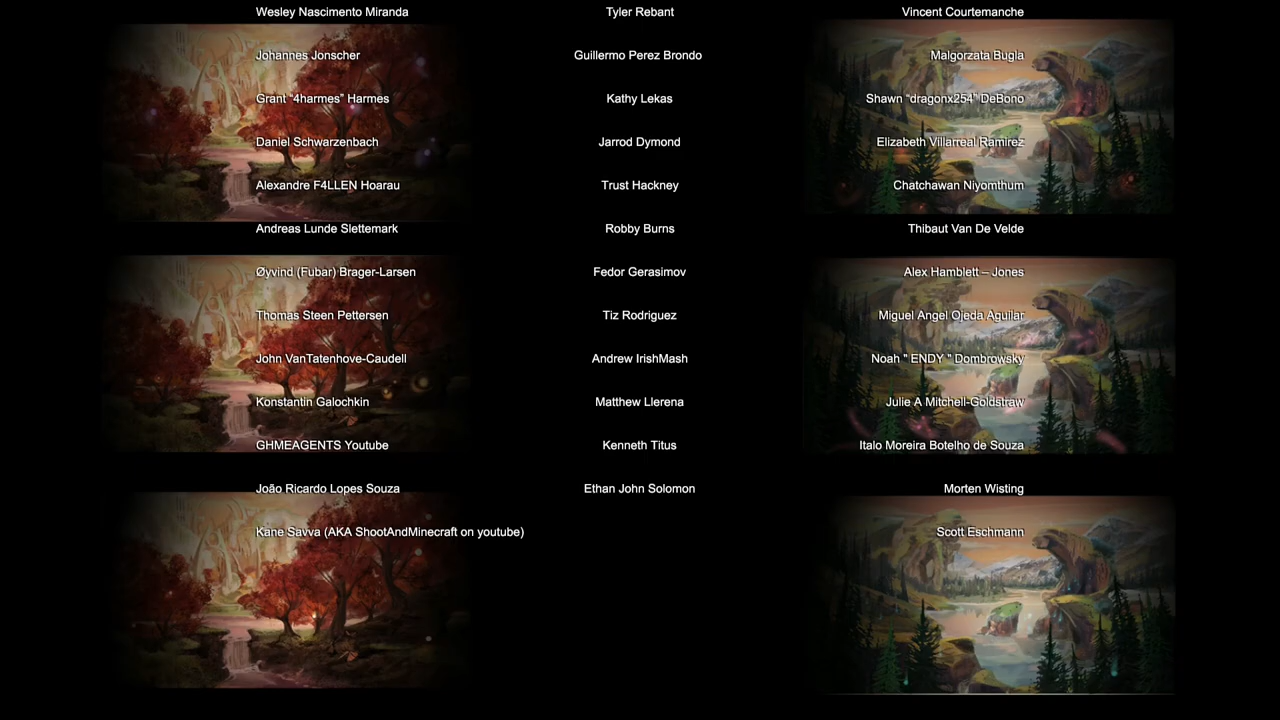 Wesley Nascimento Miranda Tyler Rebant Vincent Courtemanche
Johannes Jonscher Guillermo Perez Brondo Malgorzata Bugla
Grant “4harmes” Harmes Kathy Lekas Shawn “dragonx254” DeBono
Daniel Schwarzenbach Jarrod Dymond Elizabeth Villarreal Ramirez
Alexandre F4LLEN Hoarau Trust Hackney Chatchawan Niyomthum
Andreas Lunde Slettemark Robby Burns Thibaut Van De Velde
Øyvind (Fubar) Brager-Larsen Fedor Gerasimov Alex Hamblett – Jones
Thomas Steen Pettersen Tiz Rodriguez Miguel Angel Ojeda Aguilar
John VanTatenhove-Caudell Andrew IrishMash Noah " ENDY " Dombrowsky
Konstantin Galochkin Matthew Llerena Julie A Mitchell-Goldstraw
GHMEAGENTS Youtube Kenneth Titus Italo Moreira Botelho de Souza
João Ricardo Lopes Souza Ethan John Solomon Morten Wisting
Kane Savva (AKA ShootAndMinecraft on youtube) Scott Eschmann